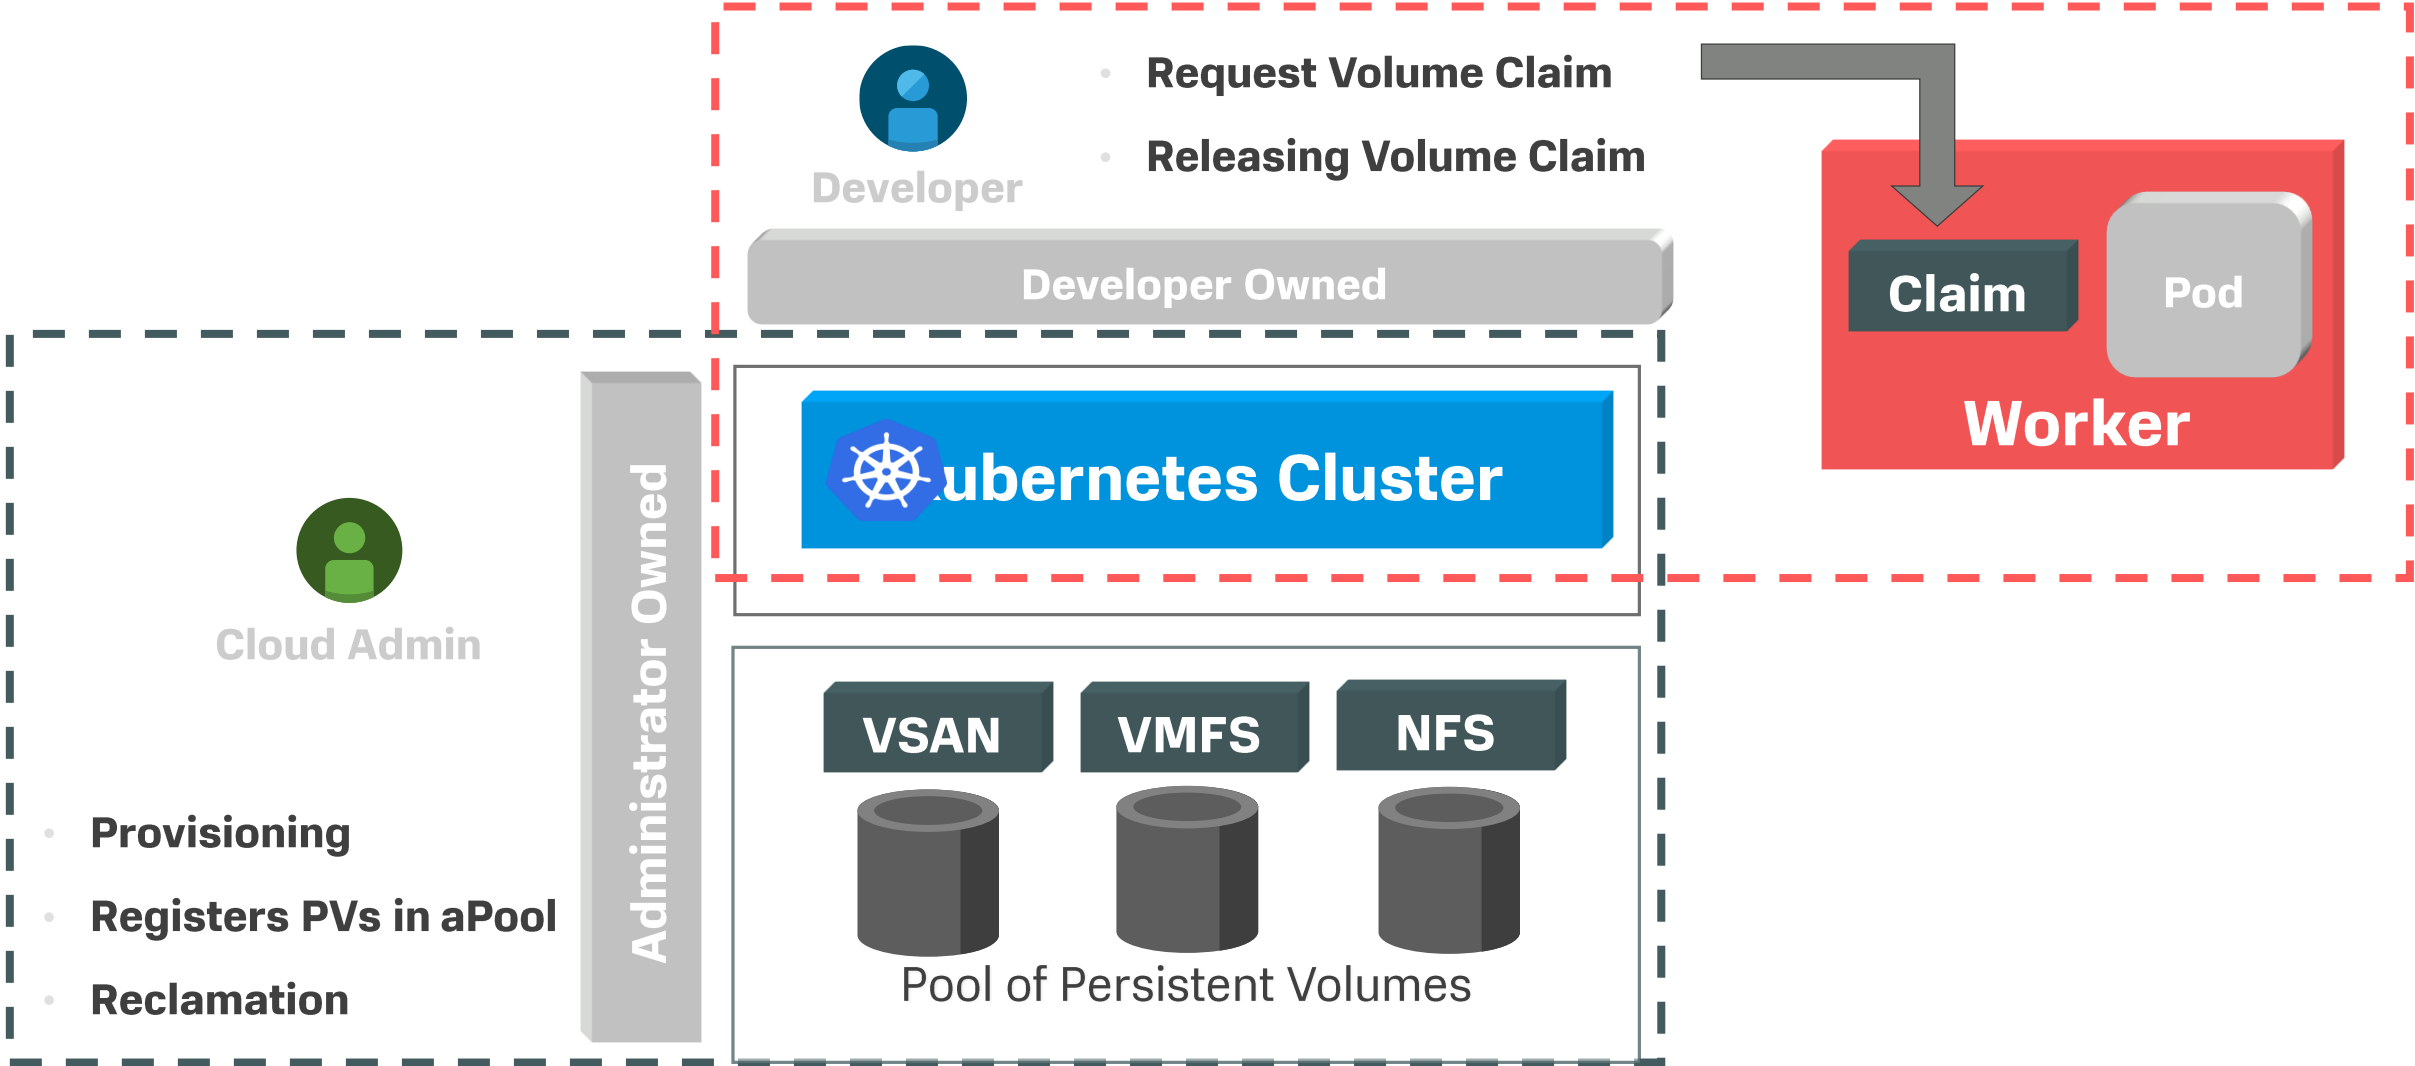 Request Volume Claim
Releasing Volume Claim
Developer
Developer Owned
Claim
Pod
Worker
ubernetes Cluster
Administrator Owned
Cloud Admin
VSAN
VMFS
NFS
Provisioning
Registers PVs in aPool
Reclamation
Pool of Persistent Volumes